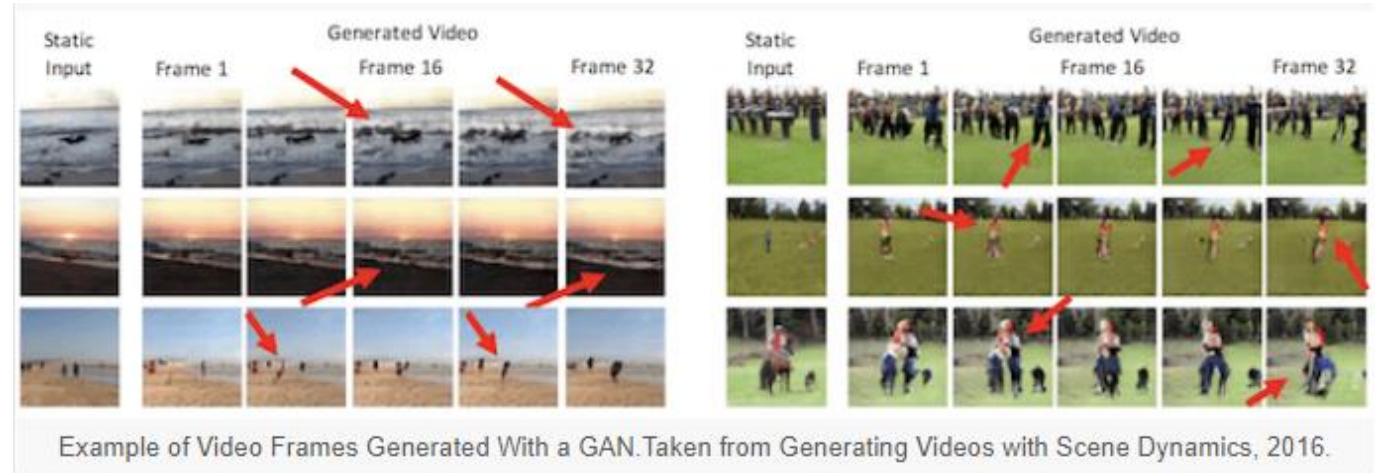 Static Input
Generated Video
Frame 1 Frame 16 Frame 32
Static Input
Generated Video
Frame 1 Frame 16 Frame 32
Example of Video Frames Generated With a GAN.Taken from Generating Videos with Scene Dynamics, 2016.